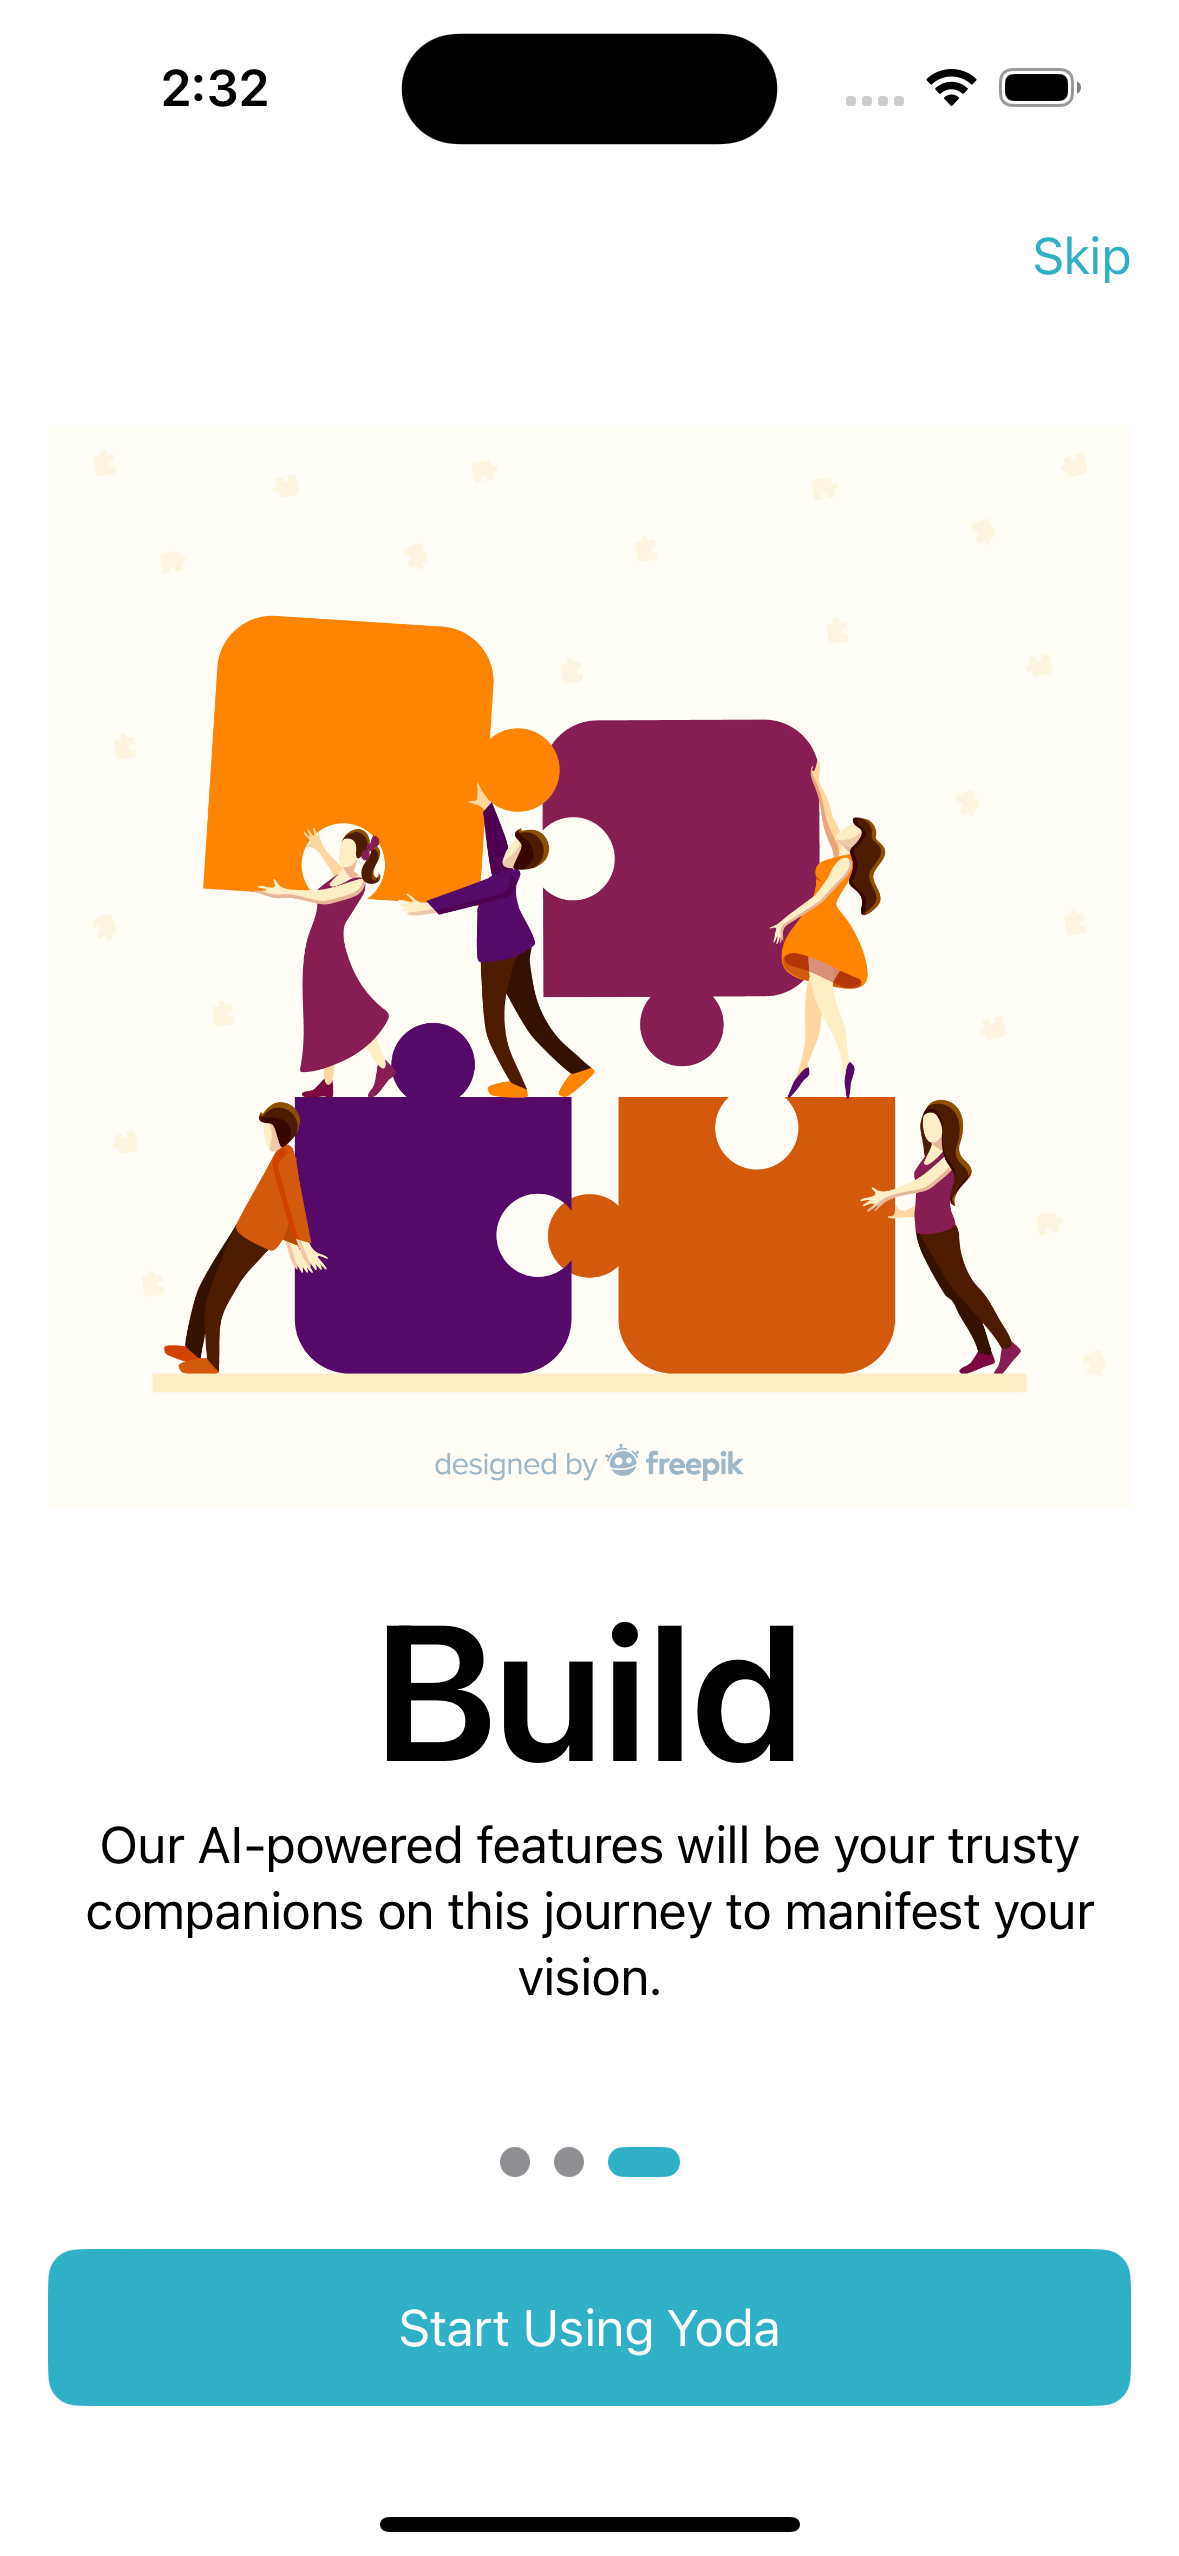 2:32
Skip
designed by freepik
Build
Our AI-powered features will be your trusty
companions on this journey to manifest your
vision.
Start Using Yoda